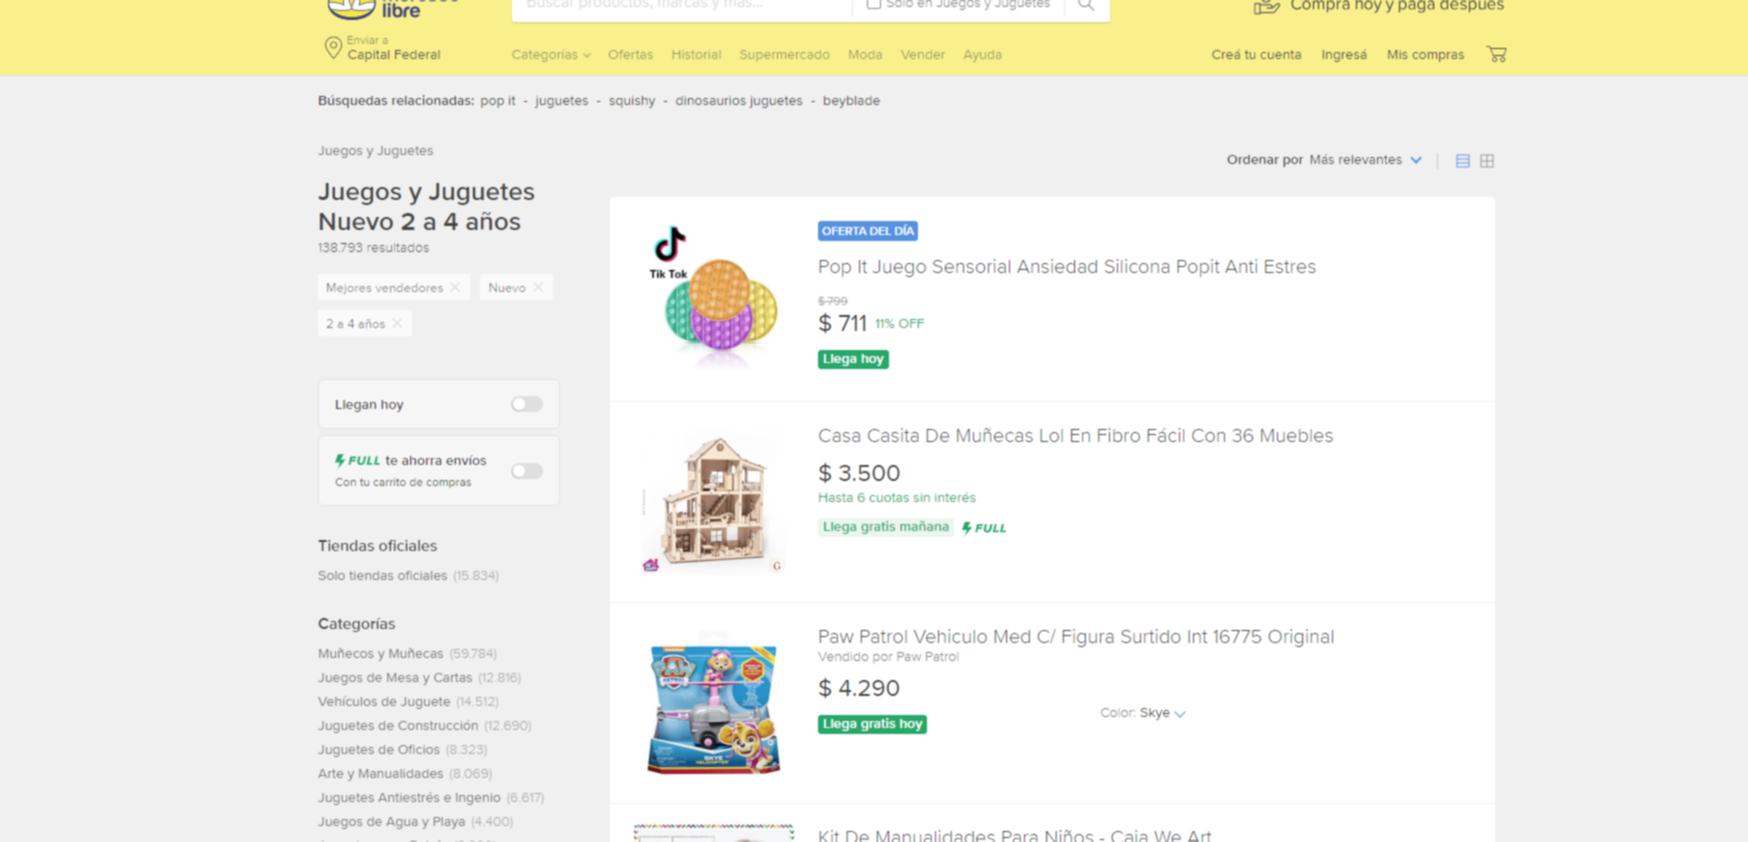 libre
Buscar productos, marcas y más...
Solo en Juegos y Juguetes
Comprá hoy y pagá después
Enviar a
Capital Federal
Categorías
Ofertas
Historial
Supermercado
Moda
Vender
Ayuda
Creá tu cuenta
Ingresá
Mis compras
Búsquedas relacionadas: pop it - juguetes - squishy - dinosaurios juguetes - beyblade
Juegos y Juguetes
Ordenar por Más relevantes
Juegos y Juguetes
Nuevo 2 a 4 años
138.793 resultados
Mejores vendedores
Nuevo
2 a 4 años
Llegan hoy
FULL te ahorra envíos
Con tu carrito de compras
Tiendas oficiales
Solo tiendas oficiales (15.834)
Categorías
Muñecos y Muñecas (59.784)
Juegos de Mesa y Cartas (12.816)
Vehículos de Juguete (14.512)
Juguetes de Construcción (12.690)
Juguetes de Oficios (8.323)
Arte y Manualidades (8.069)
Juguetes Antiestrés e Ingenio (6.617)
Juegos de Agua y Playa (4.400)
Tik Tok
OFERTA DEL DÍA
Pop It Juego Sensorial Ansiedad Silicona Popit Anti Estres
$ 799
$ 711 11% OFF
Llega hoy
G
Casa Casita De Muñecas Lol En Fibro Fácil Con 36 Muebles
$ 3.500
Hasta 6 cuotas sin interés
Llega gratis mañana FULL
PAW
PATROL
SKYE
Paw Patrol Vehiculo Med C/ Figura Surtido Int 16775 Original
Vendido por Paw Patrol
$ 4.290
Llega gratis hoy
Color: Skye
Kit De Manualidades Para Niños - Caja We Art